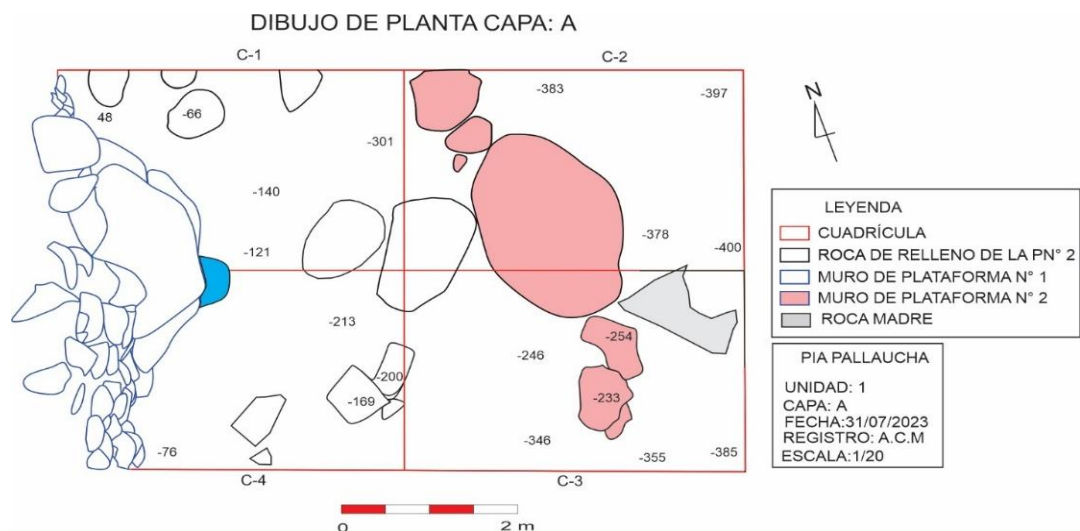 DIBUJO DE PLANTA CAPA: A
C-1
C-2
-383
-397
48
-66
-301
-140
-121
-378
-400
-213
-246
-254
-200
-169
-233
-76
-346
-355
-385
C-4
C-3
0
2 m
N
LEYENDA
CUADRÍCULA
ROCA DE RELLENO DE LA PN° 2
MURO DE PLATAFORMA N° 1
MURO DE PLATAFORMA N° 2
ROCA MADRE
PIA PALLAUCHA
UNIDAD: 1
CAPA: A
FECHA:31/07/2023
REGISTRO: A.C.M
ESCALA:1/20